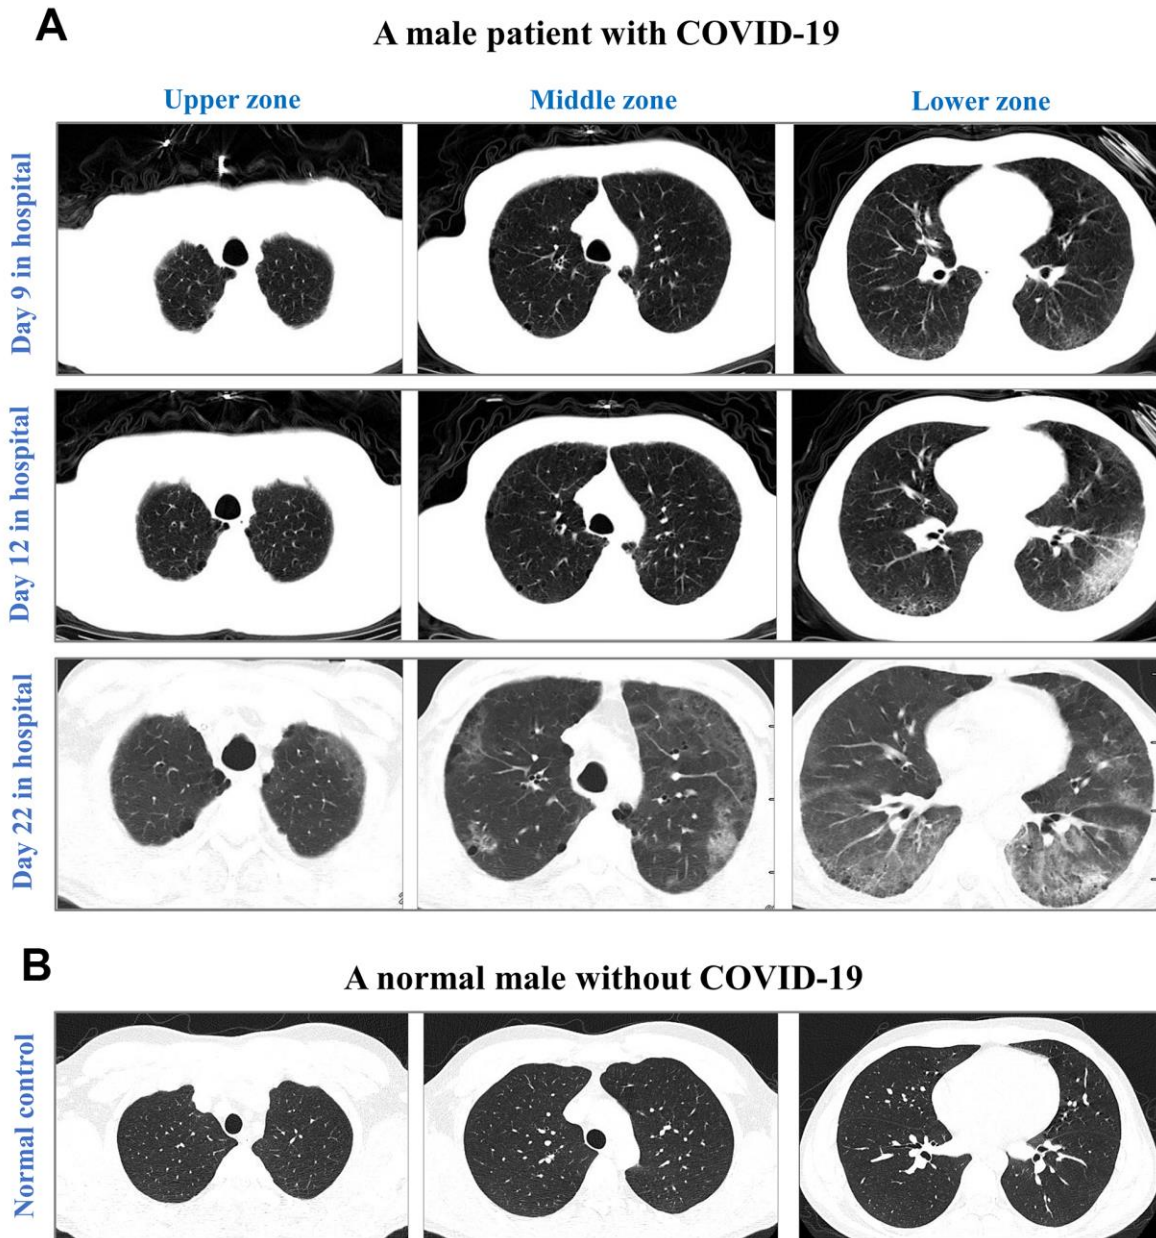 A
A male patient with COVID-19
Upper zone
Middle zone
Lower zone
Day 9 in hospital
Day 12 in hospital
Day 22 in hospital
B
A normal male without COVID-19
Normal control